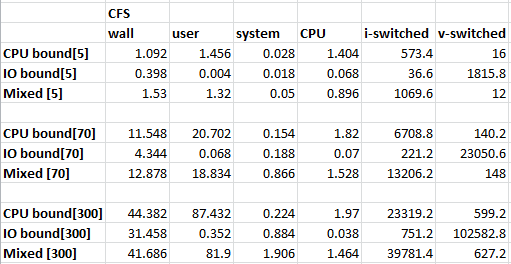 CFS
wall user system CPU i-switched v-switched
CPU bound[5] 1.092 1.456 0.028 1.404 573.4 16
IO bound[5] 0.398 0.004 0.018 0.068 36.6 1815.8
Mixed [5] 1.53 1.32 0.05 0.896 1069.6 12
CPU bound[70] 11.548 20.702 0.154 1.82 6708.8 140.2
IO bound[70] 4.344 0.068 0.188 0.07 221.2 23050.6
Mixed [70] 12.878 18.834 0.866 1.528 13206.2 148
CPU bound[300] 44.382 87.432 0.224 1.97 23319.2 599.2
IO bound[300] 31.458 0.352 0.884 0.038 751.2 102582.8
Mixed [300] 41.686 81.9 1.906 1.464 39781.4 627.2